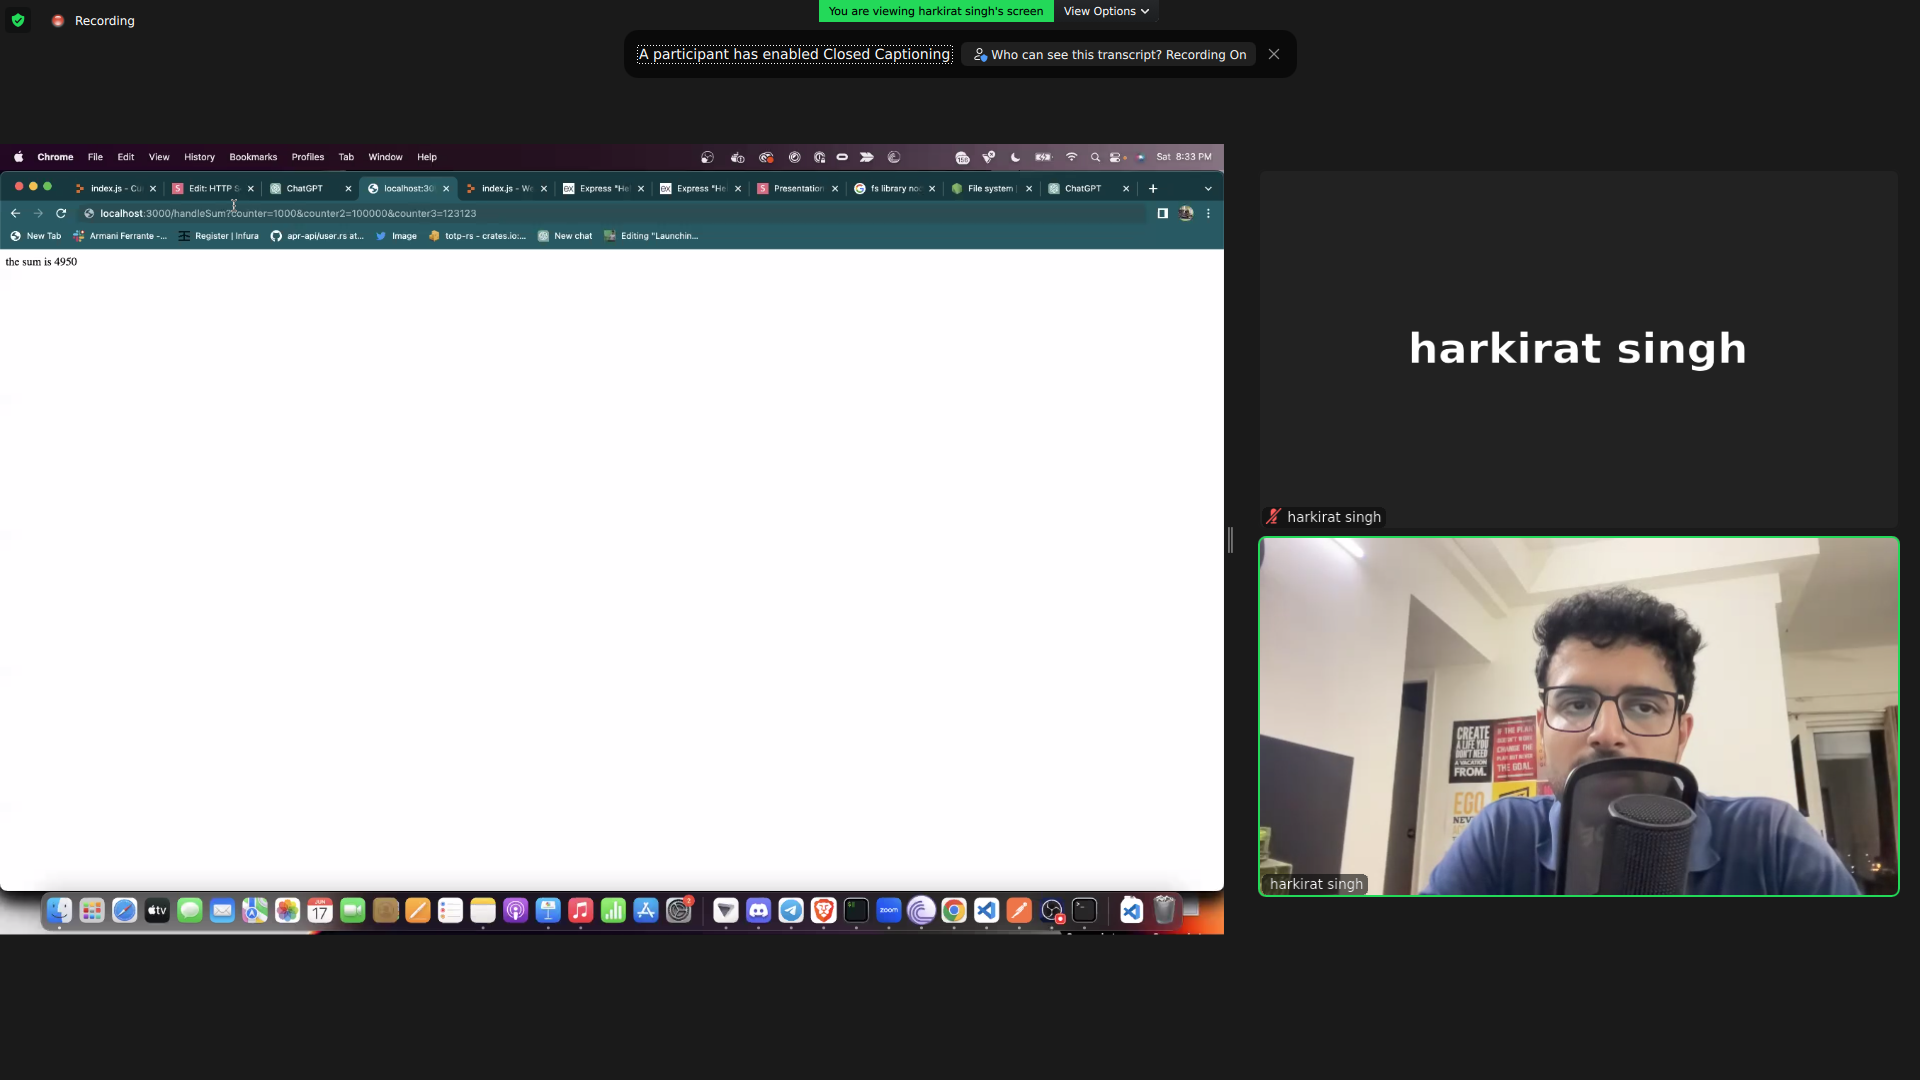 Recording
You are viewing harkirat singh's screen
View Options
A participant has enabled Closed Captioning
Who can see this transcript? Recording On
Chrome File Edit View History Bookmarks Profiles Tab Window Help
Sat 8:33 PM
index.js - Cu
Edit: HTTP S
ChatGPT
localhost:30
index.js - We
Express "He
Express "He
Presentation
fs library no
File system
ChatGPT
localhost:3000/handleSum?counter=1000&counter2=100000&counter3=123123
New Tab
Armani Ferrante -...
Register | Infura
apr-api/user.rs at...
Image
totp-rs - crates.io:...
New chat
Editing "Launchin...
the sum is 4950
JUN
17
tv
zoom
harkirat singh
harkirat singh
CREATE
A LIFE YOU
DON'T NEED
A VACATION
FROM.
IF THE PLAN
DOESN'T WORK
CHANGE THE
PLAN BUT NEVER
THE GOAL.
EGO
harkirat singh